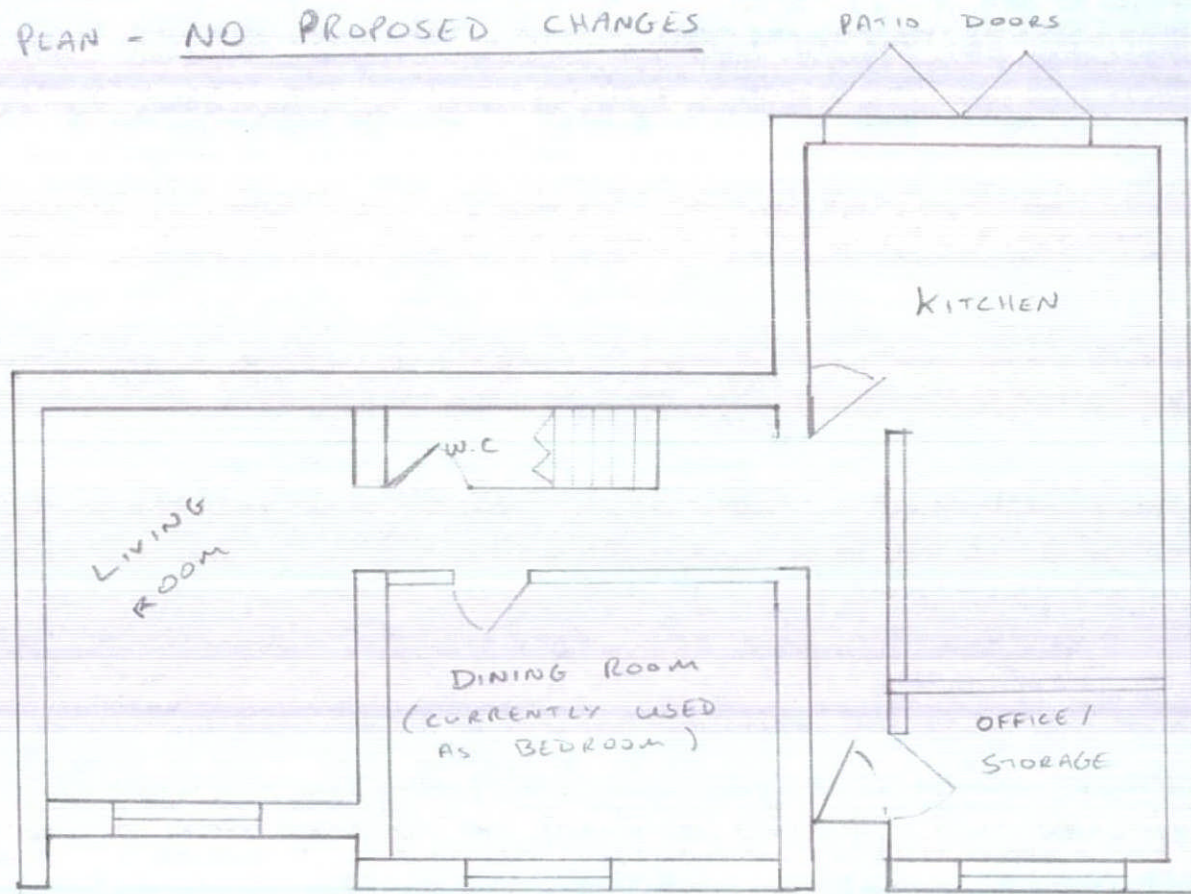 PLAN - NO PROPOSED CHANGES
PATIO DOORS
KITCHEN
W.C
LIVING
ROOM
DINING ROOM
(CURRENTLY USED
AS BEDROOM)
OFFICE/
STORAGE